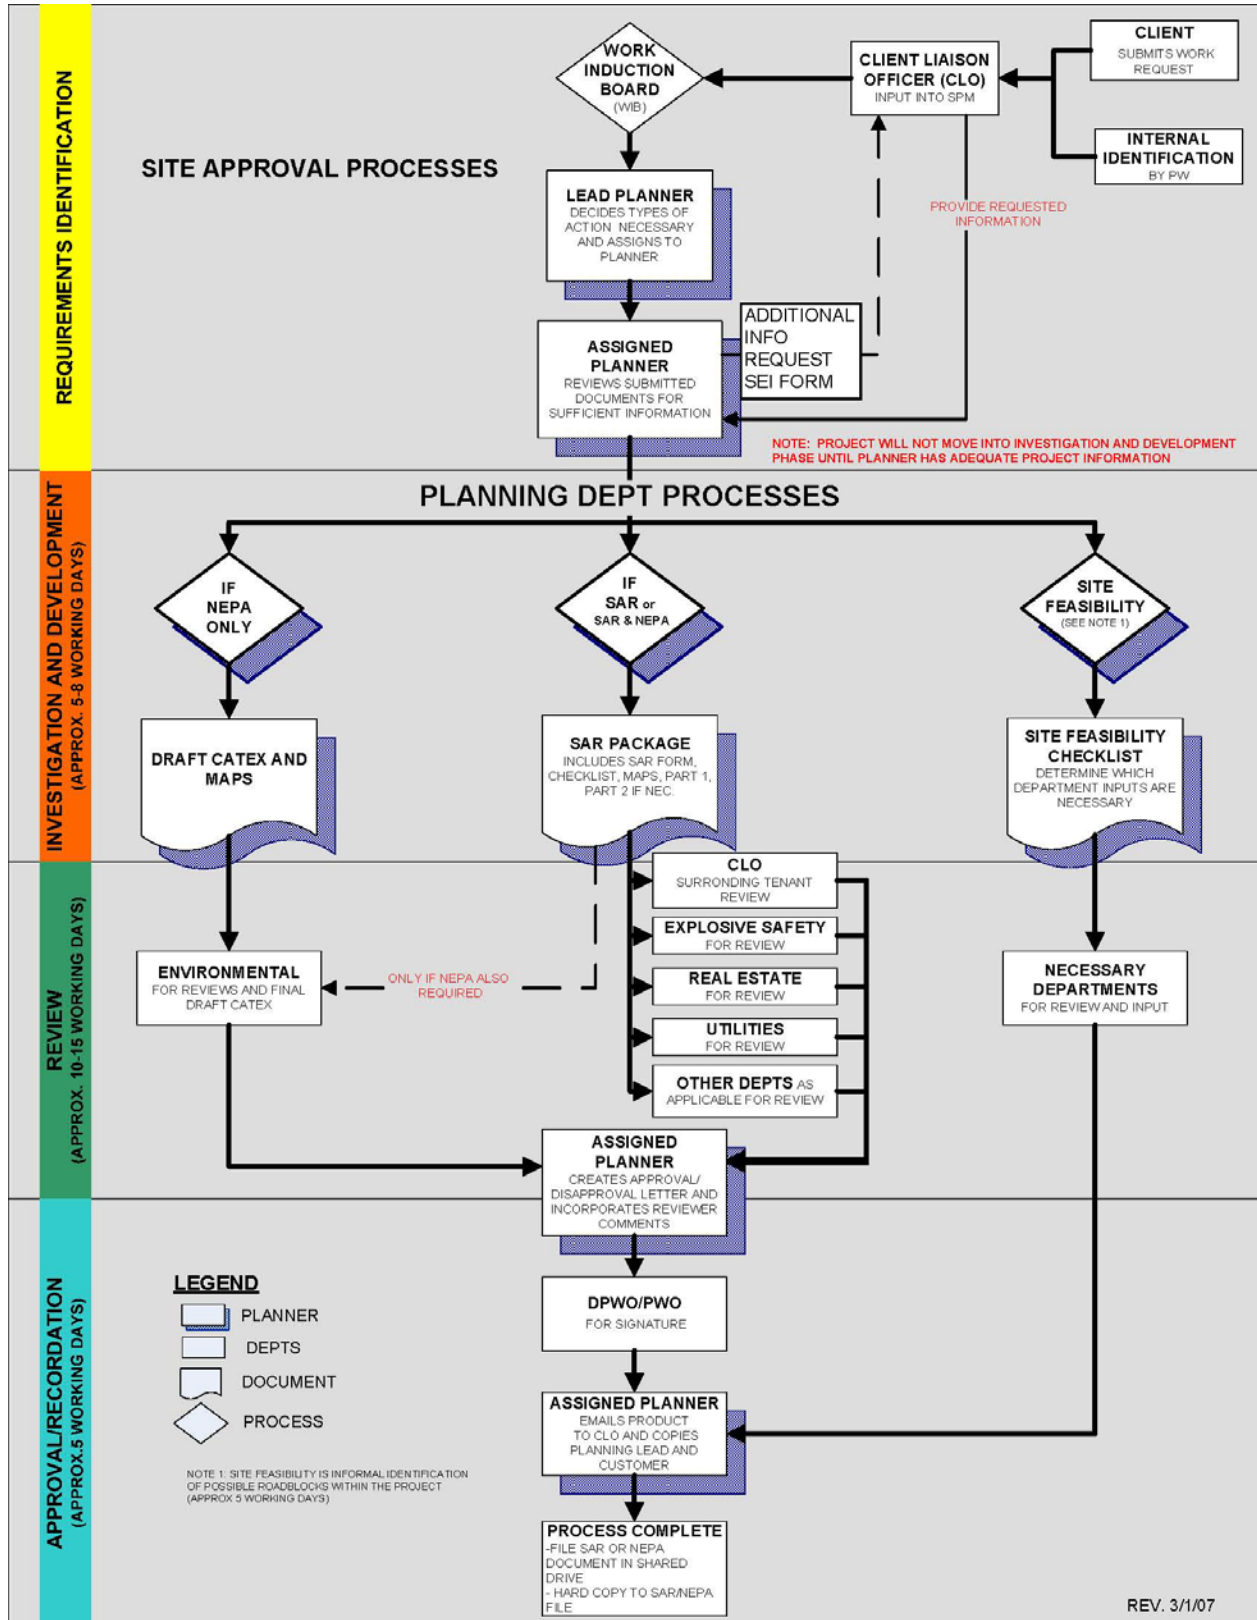 REQUIREMENTS IDENTIFICATION
SITE APPROVAL PROCESSES
WORK
INDUCTION
BOARD
(WIB)
CLIENT LIAISON
OFFICER (CLO)
INPUT INTO SPM
CLIENT
SUBMITS WORK
REQUEST
INTERNAL
IDENTIFICATION
BY PW
LEAD PLANNER
DECIDES TYPES OF
ACTION NECESSARY
AND ASSIGNS TO
PLANNER
PROVIDE REQUESTED
INFORMATION
ASSIGNED
PLANNER
REVIEWS SUBMITTED
DOCUMENTS FOR
SUFFICIENT INFORMATION
ADDITIONAL
INFO
REQUEST
SEI FORM
NOTE: PROJECT WILL NOT MOVE INTO INVESTIGATION AND DEVELOPMENT
PHASE UNTIL PLANNER HAS ADEQUATE PROJECT INFORMATION
INVESTIGATION AND DEVELOPMENT
(APPROX. 5-8 WORKING DAYS)
PLANNING DEPT PROCESSES
IF
NEPA
ONLY
IF
SAR or
SAR & NEPA
SITE
FEASIBILITY
(SEE NOTE 1)
DRAFT CATEX AND
MAPS
SAR PACKAGE
INCLUDES SAR FORM,
CHECKLIST, MAPS, PART 1,
PART 2 IF NEC.
SITE FEASIBILITY
CHECKLIST
DETERMINE WHICH
DEPARTMENT INPUTS ARE
NECESSARY
REVIEW
(APPROX. 10-15 WORKING DAYS)
CLO
SURRONDING TENANT
REVIEW
EXPLOSIVE SAFETY
FOR REVIEW
REAL ESTATE
FOR REVIEW
UTILITIES
FOR REVIEW
OTHER DEPTS AS
APPLICABLE FOR REVIEW
ENVIRONMENTAL
FOR REVIEWS AND FINAL
DRAFT CATEX
ONLY IF NEPA ALSO
REQUIRED
NECESSARY
DEPARTMENTS
FOR REVIEW AND INPUT
ASSIGNED
PLANNER
CREATES APPROVAL/
DISAPPROVAL LETTER AND
INCORPORATES REVIEWER
COMMENTS
APPROVAL/RECORDATION
(APPROX.5 WORKING DAYS)
LEGEND
PLANNER
DEPTS
DOCUMENT
PROCESS
NOTE 1: SITE FEASIBILITY IS INFORMAL IDENTIFICATION
OF POSSIBLE ROADBLOCKS WITHIN THE PROJECT
(APPROX 5 WORKING DAYS)
DPWO/PWO
FOR SIGNATURE
ASSIGNED PLANNER
EMAILS PRODUCT
TO CLO AND COPIES
PLANNING LEAD AND
CUSTOMER
PROCESS COMPLETE
-FILE SAR OR NEPA
DOCUMENT IN SHARED
DRIVE
- HARD COPY TO SAR/NEPA
FILE
REV. 3/1/07